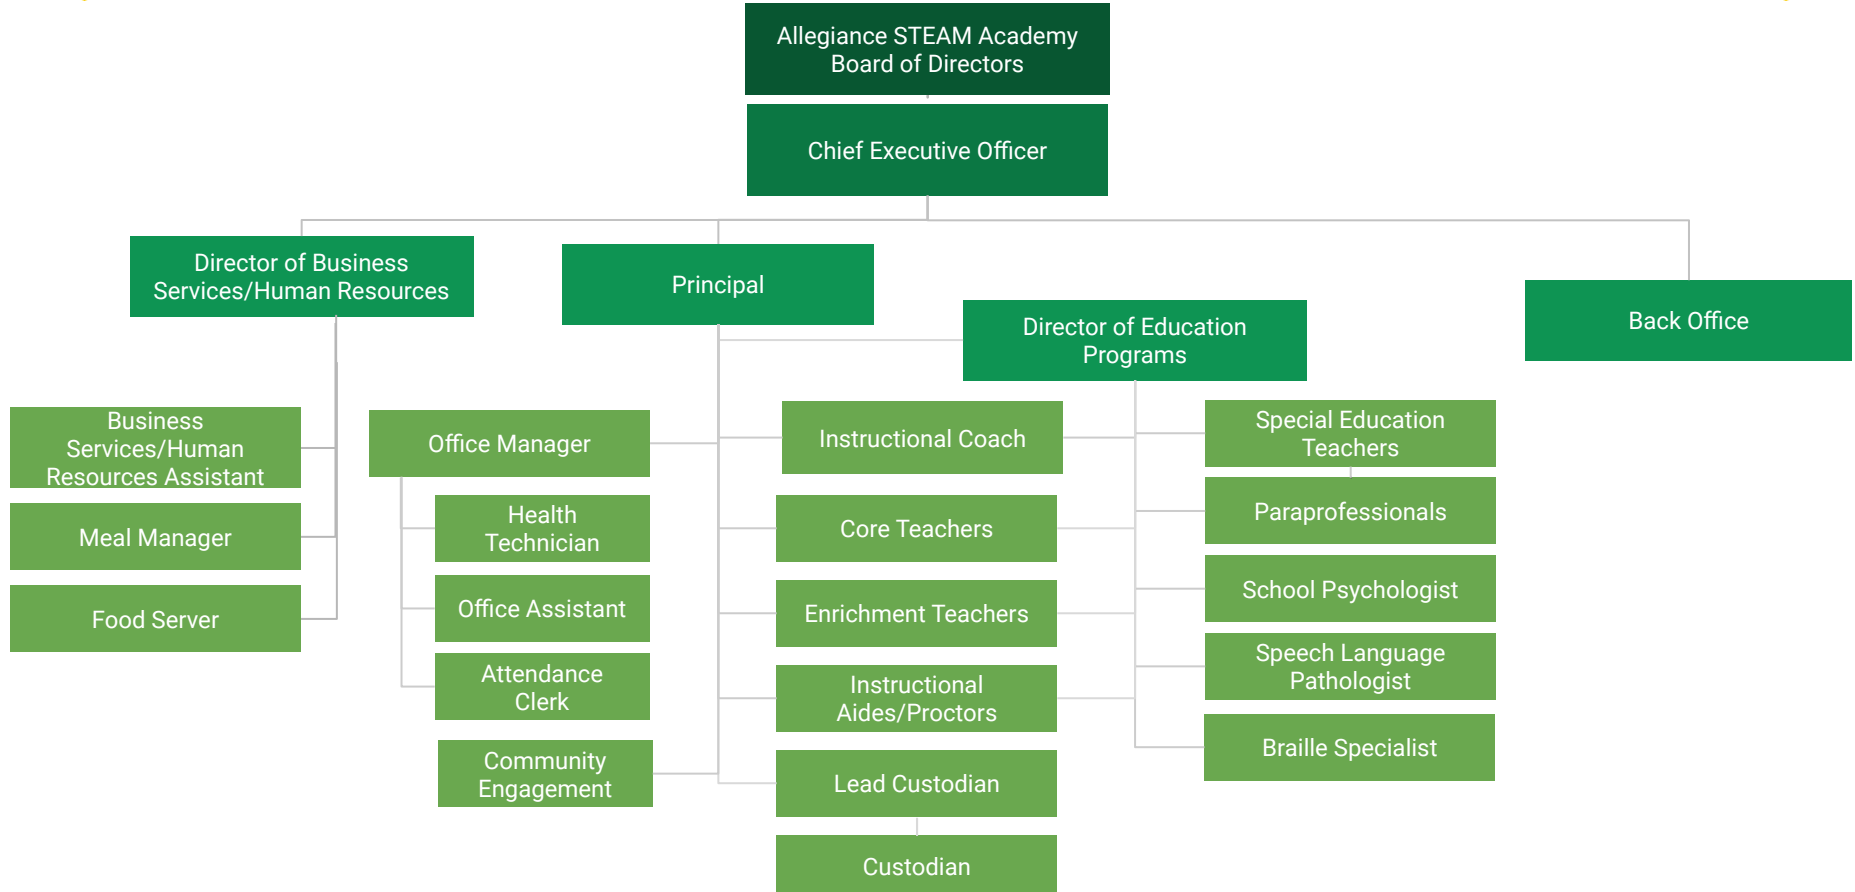 Allegiance STEAM Academy
Board of Directors
Chief Executive Officer
Director of Business
Services/Human Resources
Principal
Director of Education
Programs
Back Office
Business
Services/Human
Resources Assistant
Meal Manager
Food Server
Office Manager
Health
Technician
Office Assistant
Attendance
Clerk
Community
Engagement
Instructional Coach
Core Teachers
Enrichment Teachers
Instructional
Aides/Proctors
Lead Custodian
Custodian
Special Education
Teachers
Paraprofessionals
School Psychologist
Speech Language
Pathologist
Braille Specialist